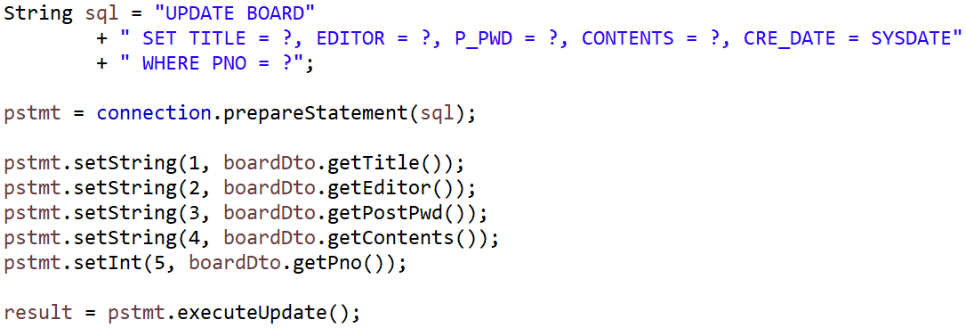 String sql = "UPDATE BOARD"
+ " SET TITLE = ?, EDITOR = ?, P_PWD = ?, CONTENTS = ?, CRE_DATE = SYSDATE"
+ " WHERE PNO = ?";
pstmt = connection.prepareStatement(sql);
pstmt.setString(1, boardDto.getTitle());
pstmt.setString(2, boardDto.getEditor());
pstmt.setString(3, boardDto.getPostPwd());
pstmt.setString(4, boardDto.getContents());
pstmt.setInt(5, boardDto.getPno());
result = pstmt.executeUpdate();